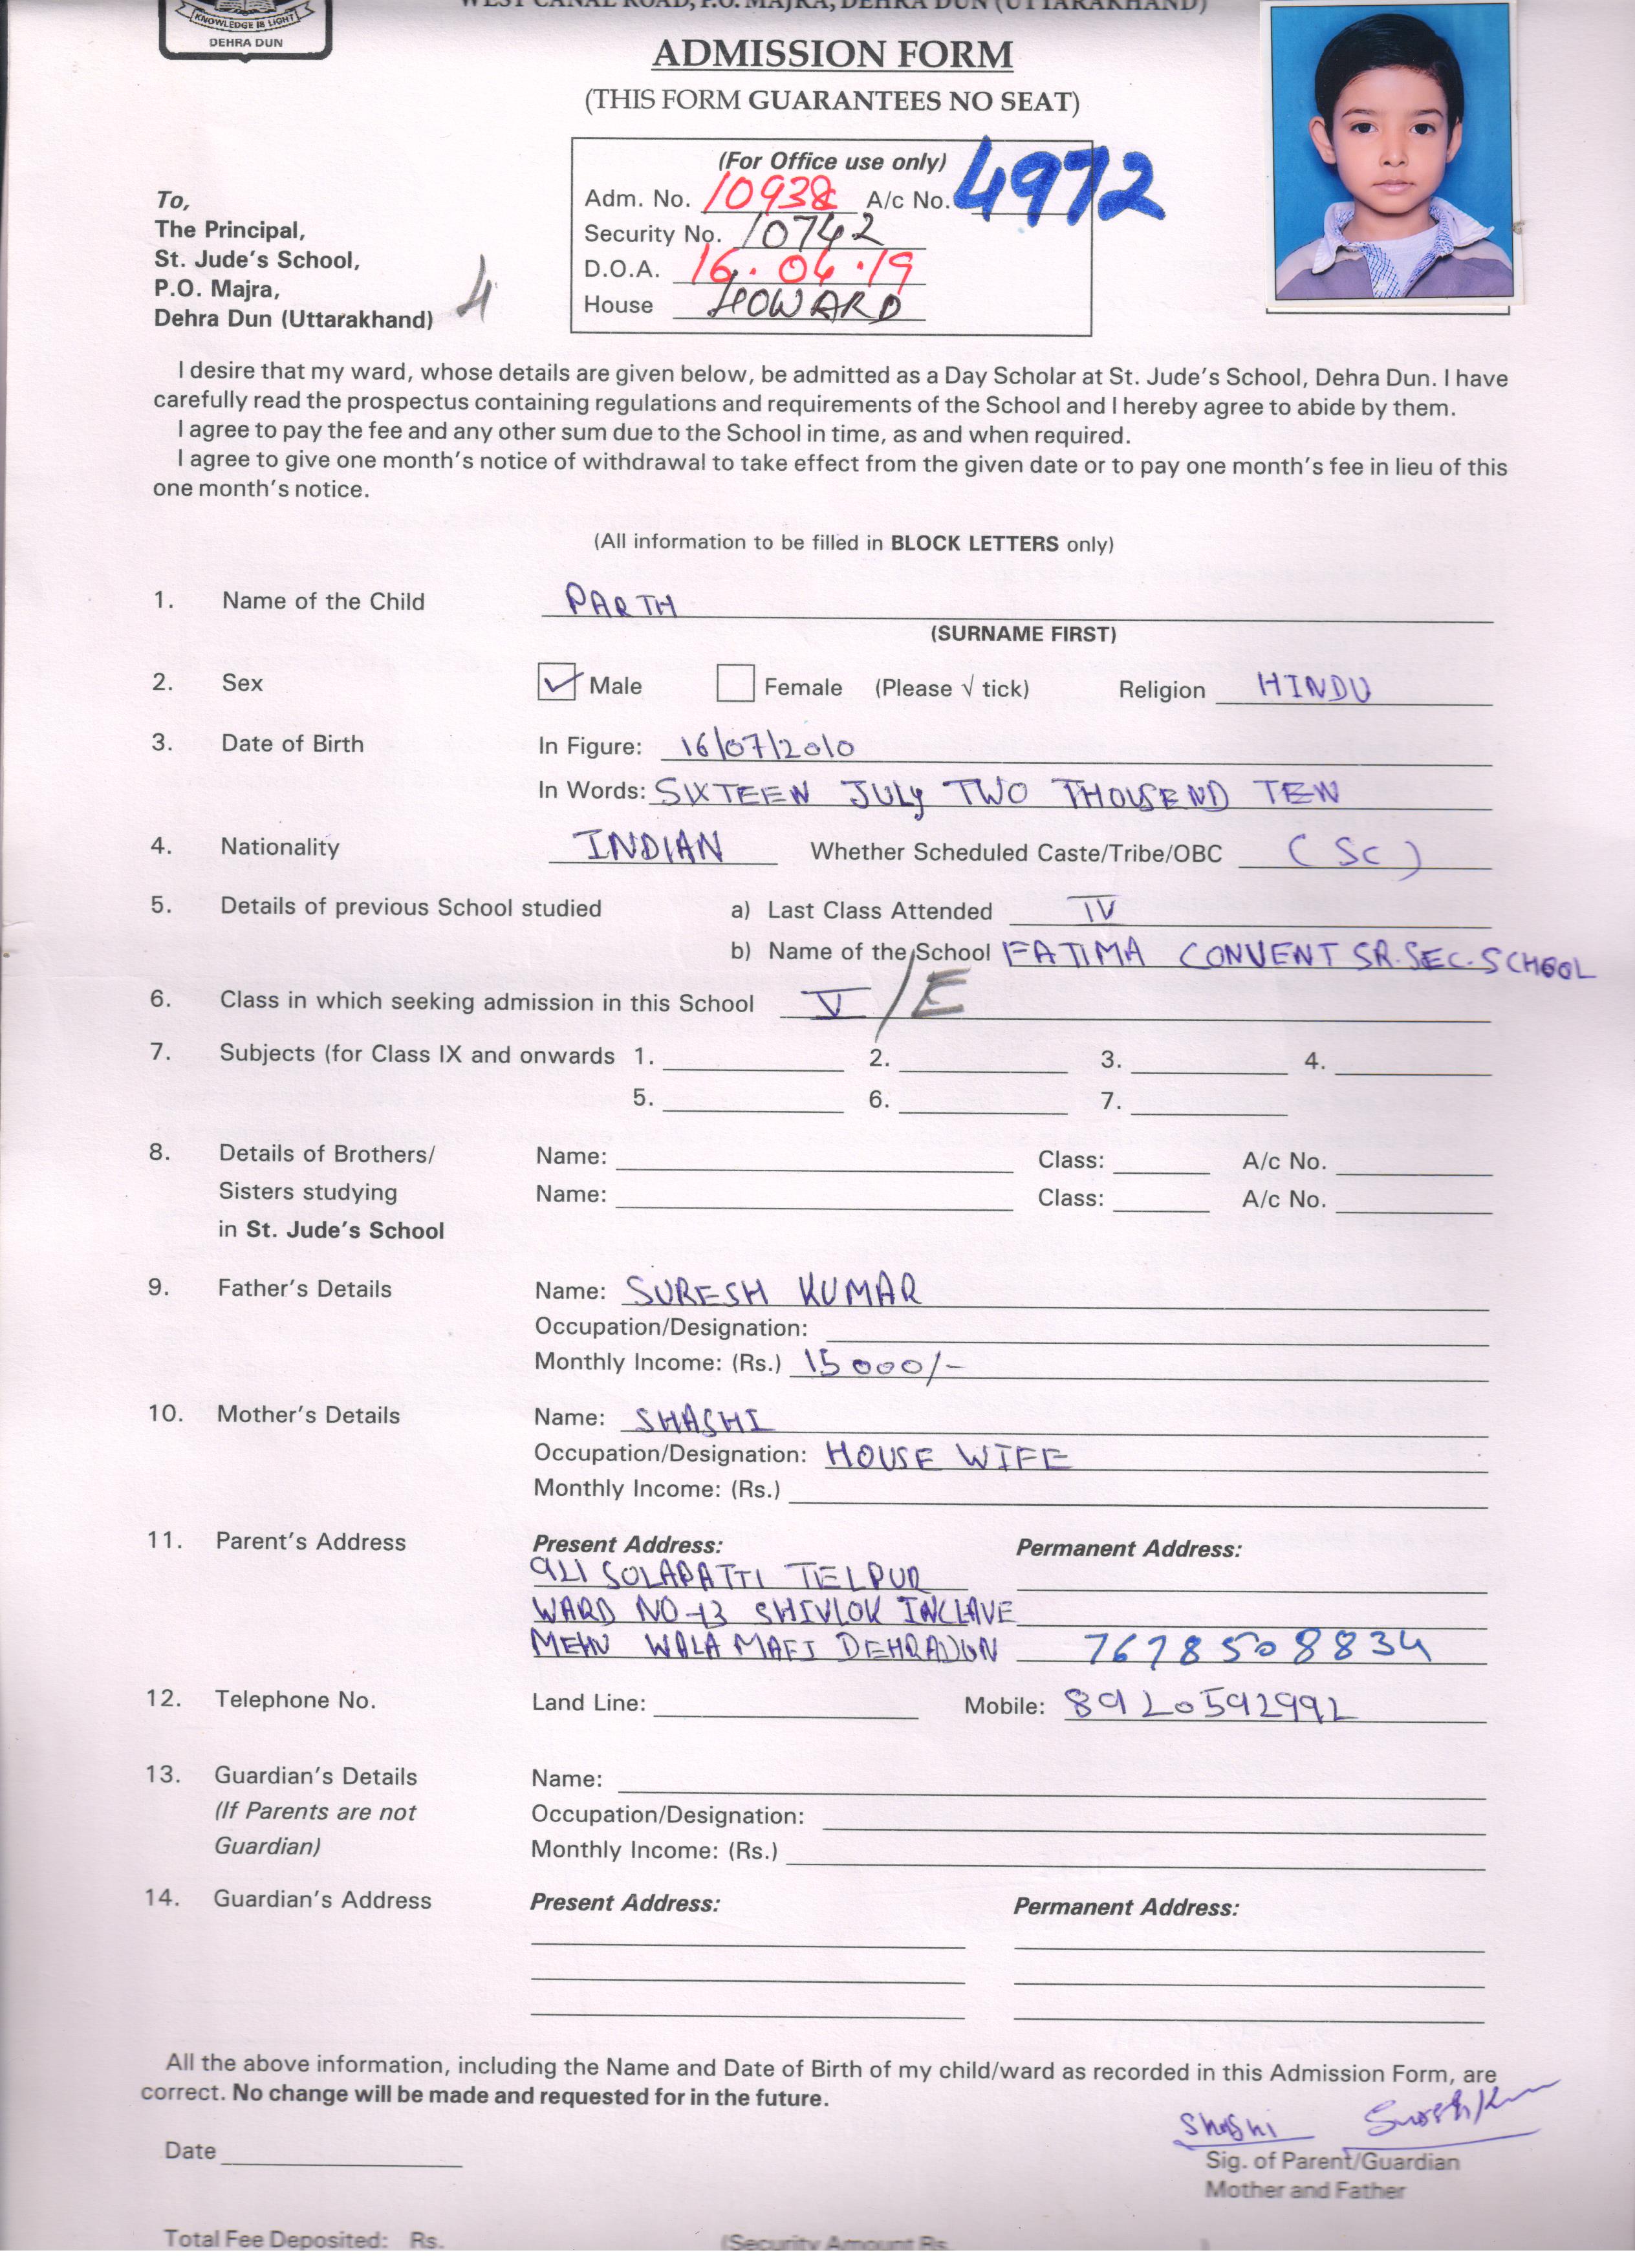 WEST CANAL ROAD, P.O. MAJRA, DEHRA DUN (UTTARAKHAND)
KNOWLEDGE IS LIGHT
DEHRA DUN
ADMISSION FORM
(THIS FORM GUARANTEES NO SEAT)
(For Office use only)
Adm. No. 10938 A/c No. 4972
Security No. 10742
D.O.A. 16.04.19
House HOWARD
To,
The Principal,
St. Jude's School,
P.O. Majra,
Dehra Dun (Uttarakhand)
4
I desire that my ward, whose details are given below, be admitted as a Day Scholar at St. Jude's School, Dehra Dun. I have
carefully read the prospectus containing regulations and requirements of the School and I hereby agree to abide by them.
I agree to pay the fee and any other sum due to the School in time, as and when required.
I agree to give one month's notice of withdrawal to take effect from the given date or to pay one month's fee in lieu of this
one month's notice.
(All information to be filled in BLOCK LETTERS only)
1. Name of the Child PARTH
(SURNAME FIRST)
2. Sex ✓ Male Female (Please √ tick) Religion HINDU
3. Date of Birth In Figure: 16/07/2010
In Words: SIXTEEN JULY TWO THOUSEND TEN
4. Nationality INDIAN Whether Scheduled Caste/Tribe/OBC (SC)
5. Details of previous School studied a) Last Class Attended IV
b) Name of the School FATIMA CONVENT SR.SEC.SCHOOL
6. Class in which seeking admission in this School V/E
7. Subjects (for Class IX and onwards 1. 2. 3. 4.
5. 6. 7.
8. Details of Brothers/ Name: Class: A/c No.
Sisters studying Name: Class: A/c No.
in St. Jude's School
9. Father's Details Name: SURESH KUMAR
Occupation/Designation:
Monthly Income: (Rs.) 15000/-
10. Mother's Details Name: SHASHI
Occupation/Designation: HOUSE WIFE
Monthly Income: (Rs.)
11. Parent's Address Present Address: Permanent Address:
TELPUR
WARD NO-13 SHIVLOK INCLAVE
WALA MAFI DEHRADUN 7678508834
12. Telephone No. Land Line: Mobile: 8920592992
13. Guardian's Details Name:
(If Parents are not Occupation/Designation:
Guardian) Monthly Income: (Rs.)
14. Guardian's Address Present Address: Permanent Address:
All the above information, including the Name and Date of Birth of my child/ward as recorded in this Admission Form, are
correct. No change will be made and requested for in the future.
Shashi
Date
Sig. of Parent/Guardian
Mother and Father
Total Fee Deposited: Rs. (Security Amount Rs. )